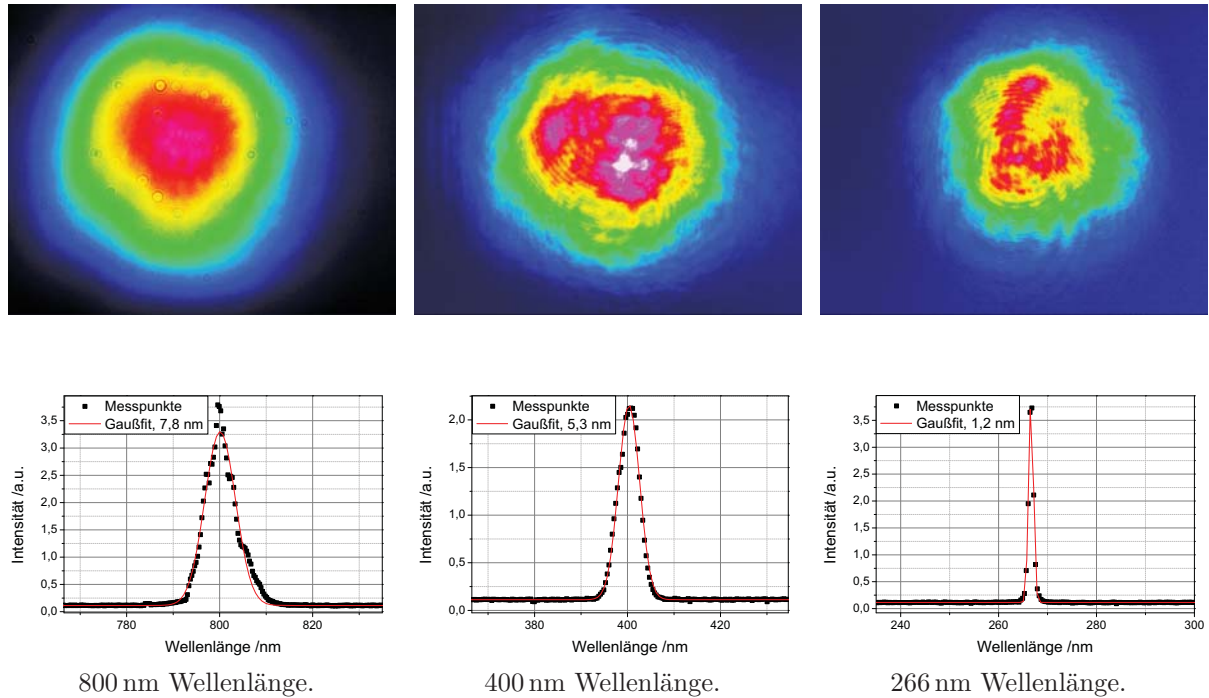 3,5
3,0
2,5
2,0
1,5
1,0
0,5
0,0
Messpunkte
Gaußfit, 7,8 nm
Intensität /a.u.
780 800 820
Wellenlänge /nm
800 nm Wellenlänge.
2,0
1,5
1,0
0,5
0,0
Messpunkte
Gaußfit, 5,3 nm
Intensität /a.u.
380 400 420
Wellenlänge /nm
400 nm Wellenlänge.
3,5
3,0
2,5
2,0
1,5
1,0
0,5
0,0
Messpunkte
Gaußfit, 1,2 nm
Intensität /a.u.
240 260 280 300
Wellenlänge /nm
266 nm Wellenlänge.